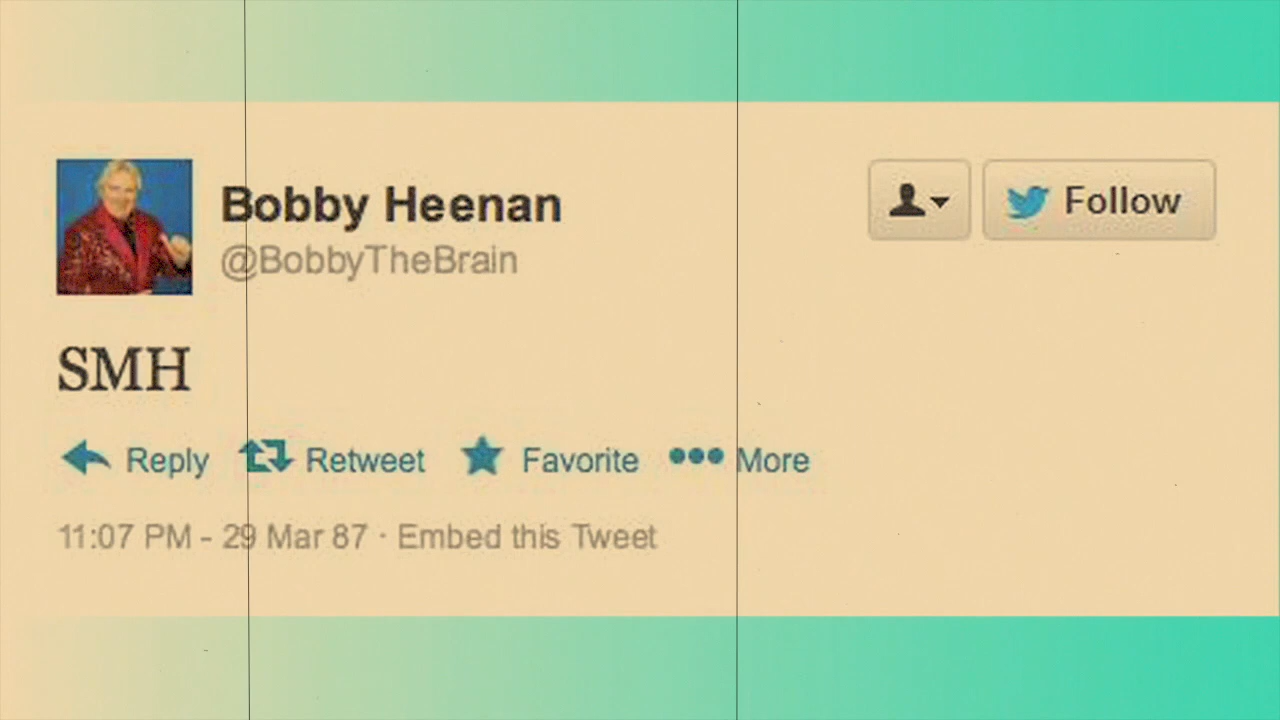 Bobby Heenan
@BobbyTheBrain
Follow
SMH
Reply Retweet Favorite More
11:07 PM - 29 Mar 87 · Embed this Tweet